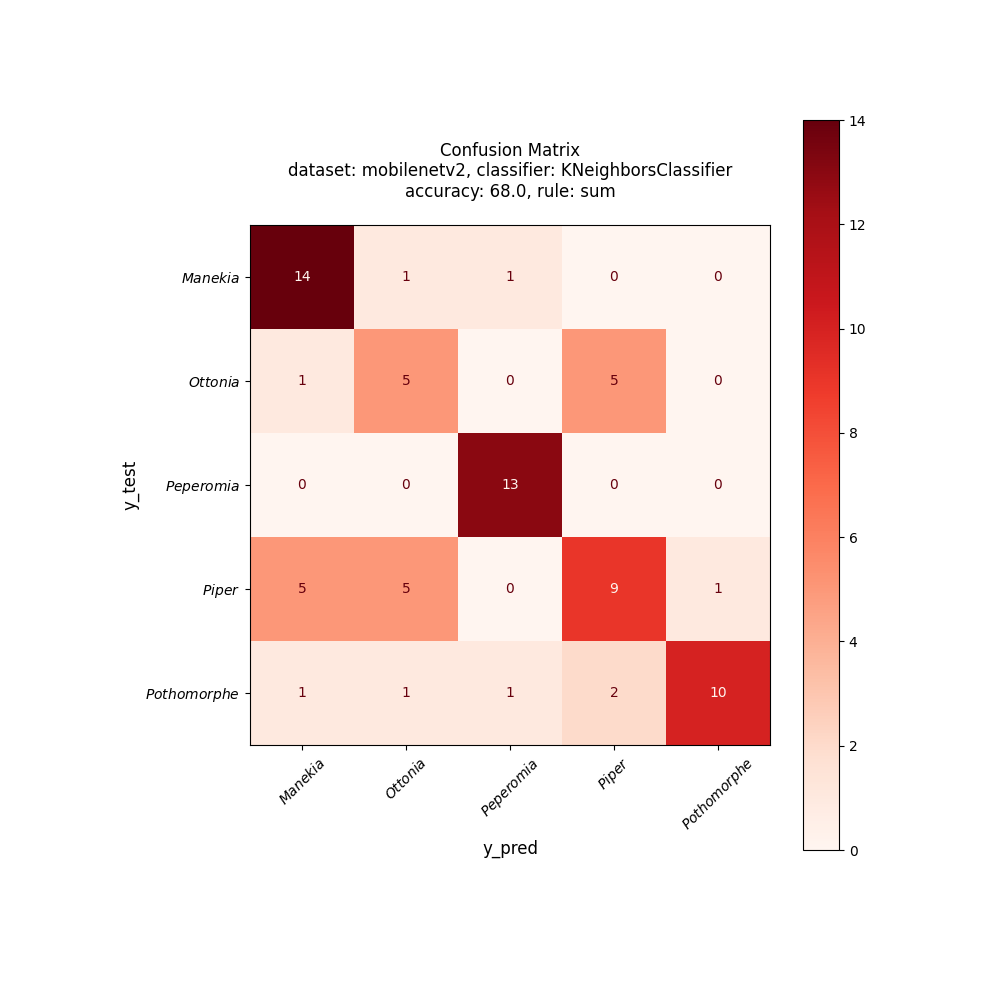 Confusion Matrix
dataset: mobilenetv2, classifier: KNeighborsClassifier
accuracy: 68.0, rule: sum
Manekia 14 1 1 0 0
Ottonia 1 5 0 5 0
Peperomia 0 0 13 0 0
Piper 5 5 0 9 1
Pothomorphe 1 1 1 2 10
y_test
Manekia Ottonia Peperomia Piper Pothomorphe
y_pred
14
12
10
8
6
4
2
0